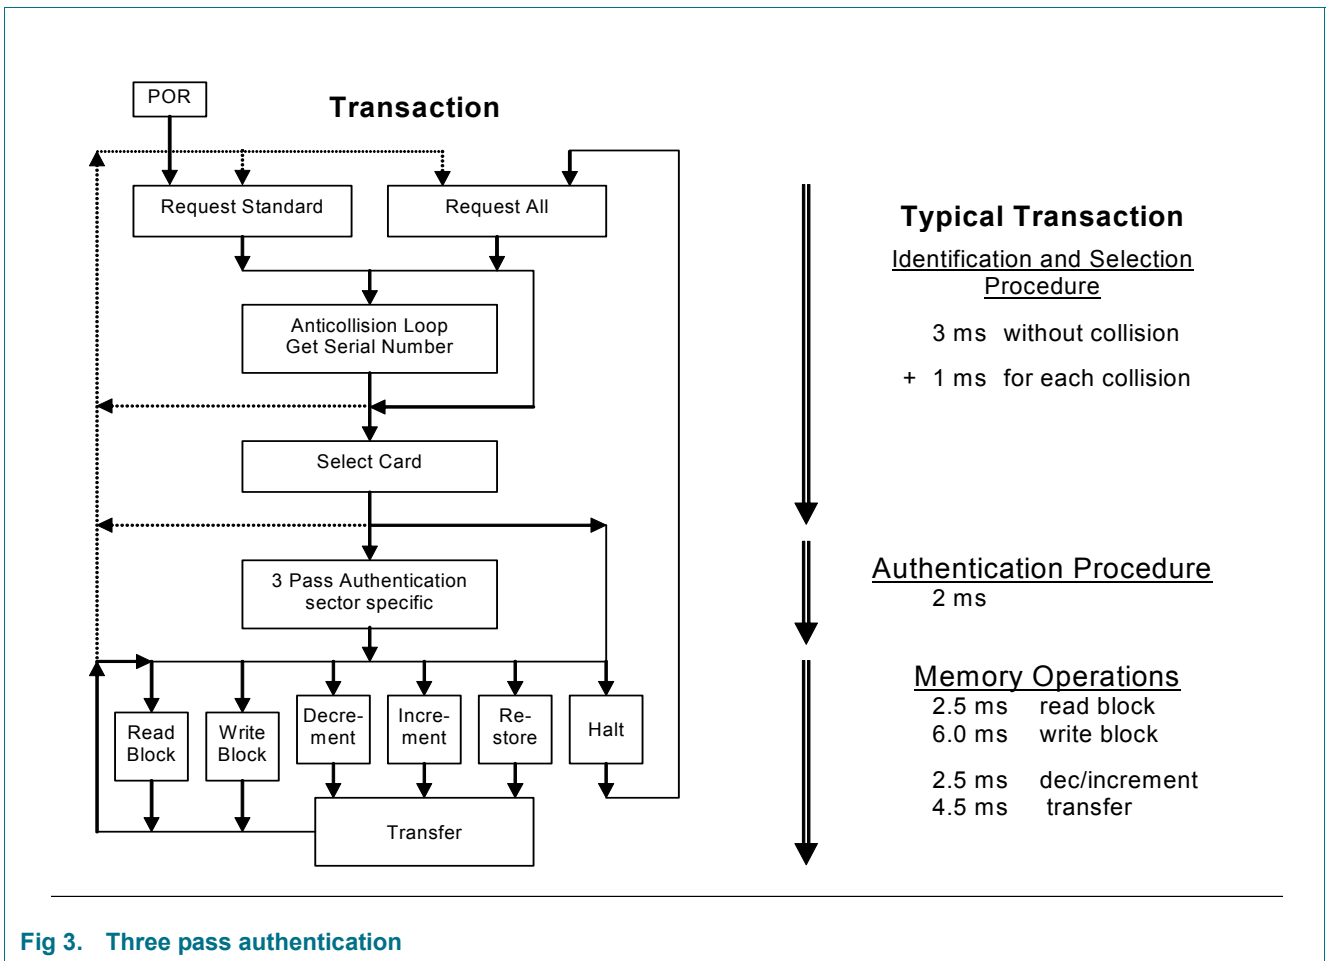 POR
Transaction
Request Standard
Request All
Anticollision Loop
Get Serial Number
Select Card
3 Pass Authentication
sector specific
Read
Block
Write
Block
Decre-
ment
Incre-
ment
Re-
store
Halt
Transfer
Typical Transaction
Identification and Selection
Procedure
3 ms without collision
+ 1 ms for each collision
Authentication Procedure
2 ms
Memory Operations
2.5 ms read block
6.0 ms write block
2.5 ms dec/increment
4.5 ms transfer
Fig 3. Three pass authentication